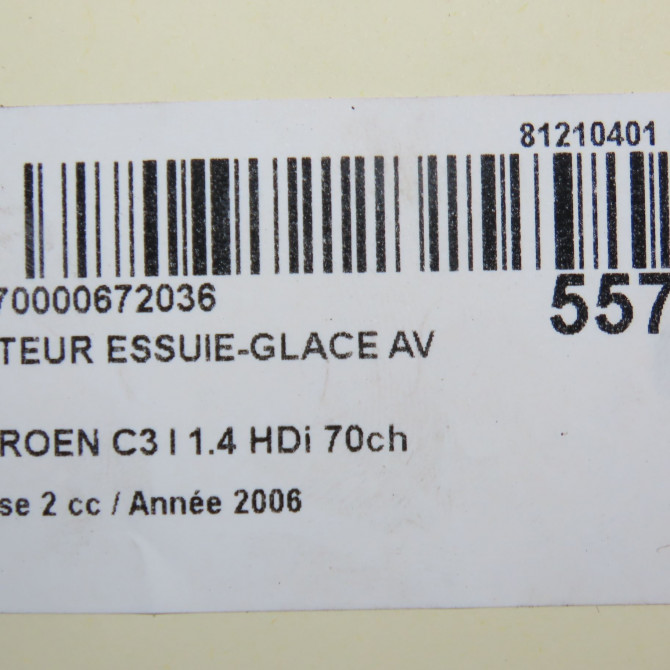 81210401
70000672036
557
TEUR ESSUIE-GLACE AV
ROEN C3 I 1.4 HDi 70ch
se 2 cc / Année 2006